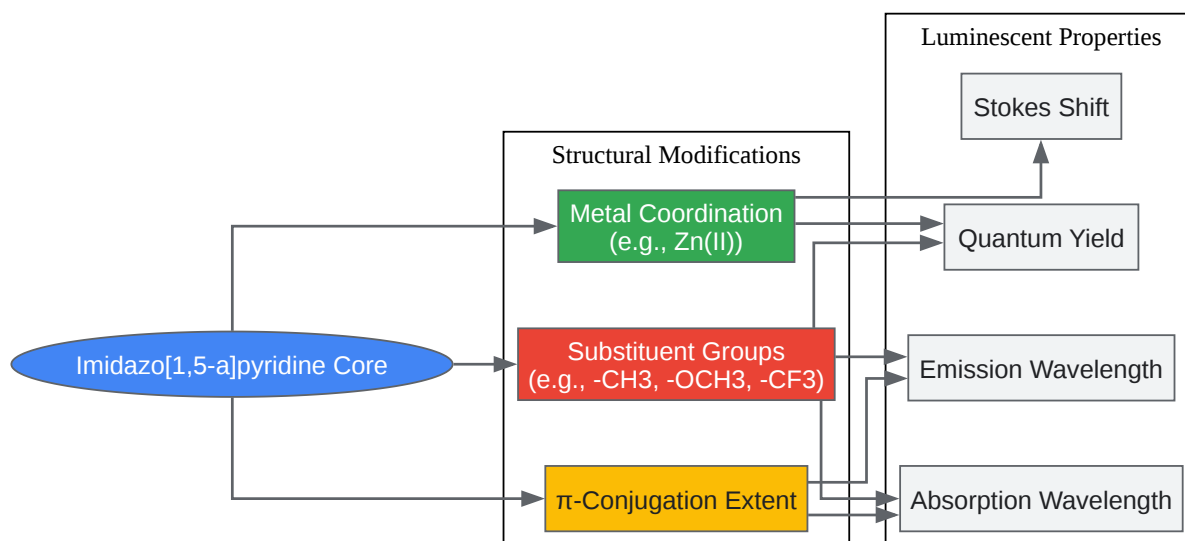 Luminescent Properties
Stokes Shift
Structural Modifications
Metal Coordination
(e.g., Zn(II))
Quantum Yield
Imidazo[1,5-a]pyridine Core
Substituent Groups
(e.g., -CH3, -OCH3, -CF3)
Emission Wavelength
π-Conjugation Extent
Absorption Wavelength